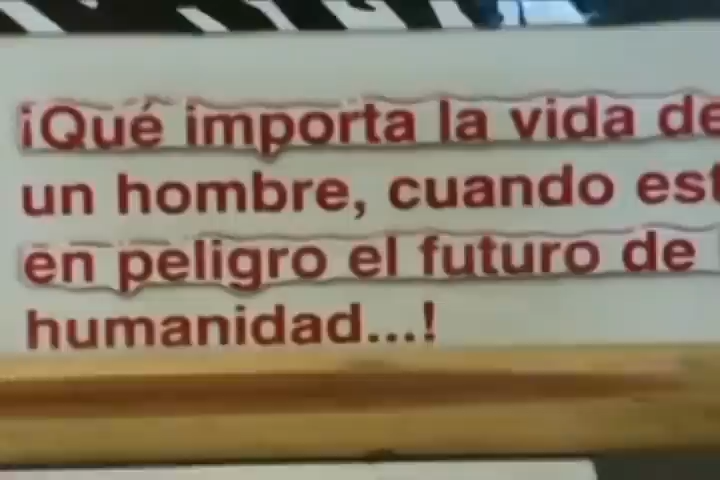 ¡Qué importa la vida de
un hombre, cuando est
en peligro el futuro de
humanidad...!